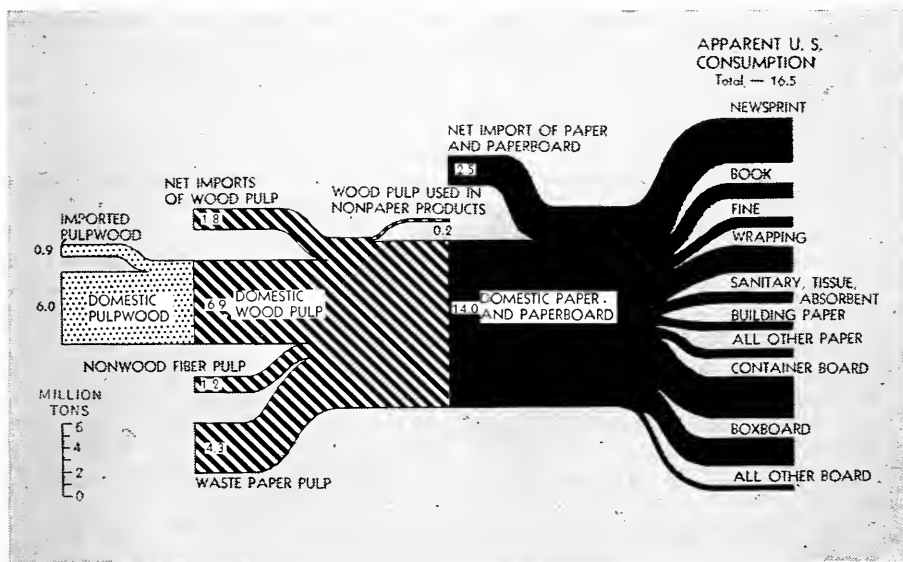 APPARENT U. S.
CONSUMPTION
Total — 16.5
NEWSPRINT
NET IMPORT OF PAPER
AND PAPERBOARD
2.5
BOOK
NET IMPORTS
OF WOOD PULP
1.8
WOOD PULP USED IN
NONPAPER PRODUCTS
0.2
FINE
IMPORTED
PULPWOOD
0.9
WRAPPING
6.0
DOMESTIC
PULPWOOD
6.9
DOMESTIC
WOOD PULP
14.0
DOMESTIC PAPER
AND PAPERBOARD
SANITARY, TISSUE,
ABSORBENT
BUILDING PAPER
ALL OTHER PAPER
NONWOOD FIBER PULP
1.2
CONTAINER BOARD
MILLION
TONS
6
4
2
0
4.3
WASTE PAPER PULP
BOXBOARD
ALL OTHER BOARD